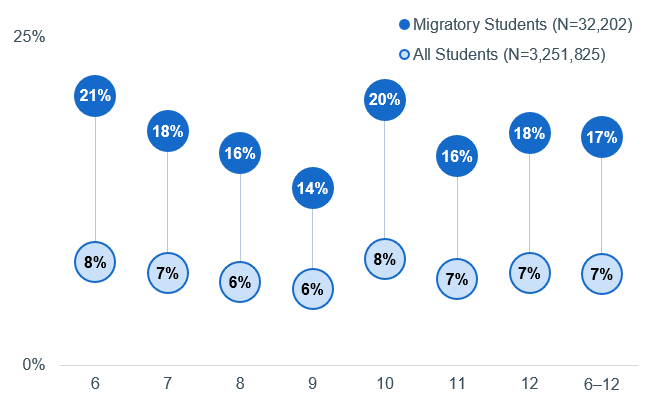 Migratory Students (N=32,202)
All Students (N=3,251,825)
25%
21% 18% 16% 14% 20% 16% 18% 17%
8% 7% 6% 6% 8% 7% 7% 7%
0%
6 7 8 9 10 11 12 6–12